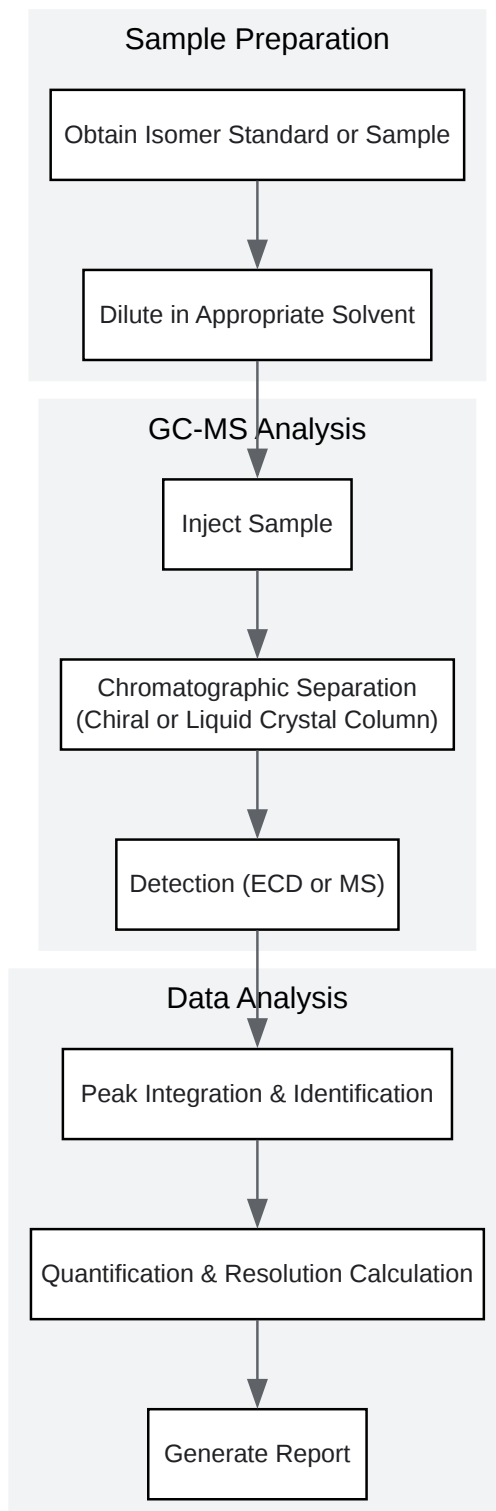 Sample Preparation
Obtain Isomer Standard or Sample
Dilute in Appropriate Solvent
GC-MS Analysis
Inject Sample
Chromatographic Separation
(Chiral or Liquid Crystal Column)
Detection (ECD or MS)
Data Analysis
Peak Integration & Identification
Quantification & Resolution Calculation
Generate Report